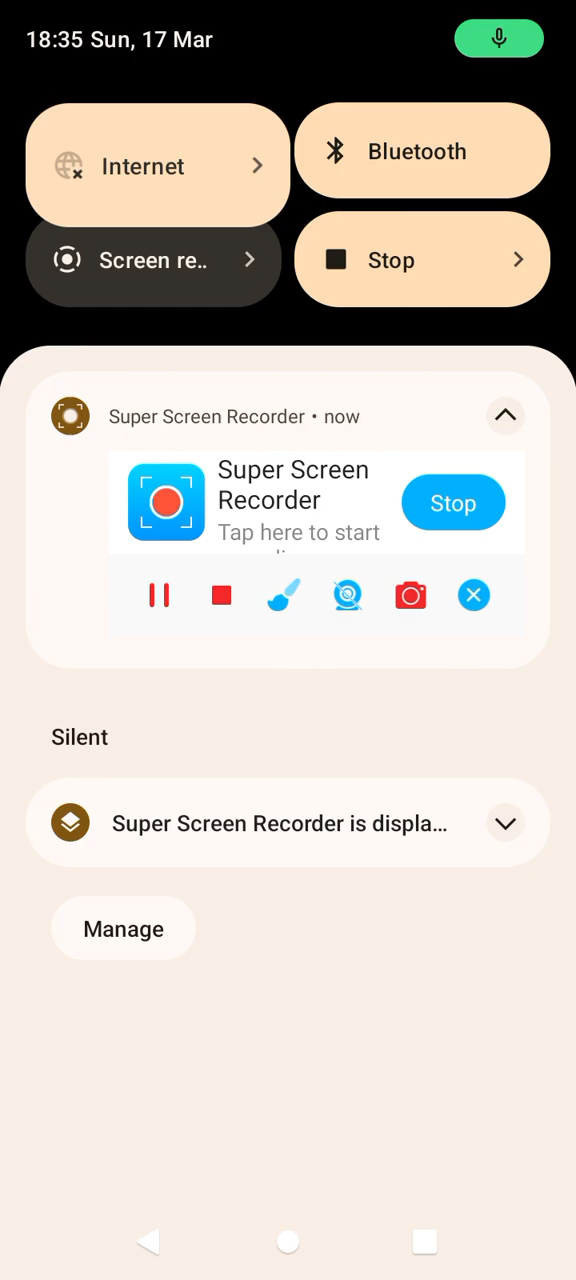 18:35 Sun, 17 Mar
Internet
Bluetooth
Screen re..
Stop
Super Screen Recorder • now
Super Screen
Recorder
Tap here to start
Stop
Silent
Super Screen Recorder is displa...
Manage